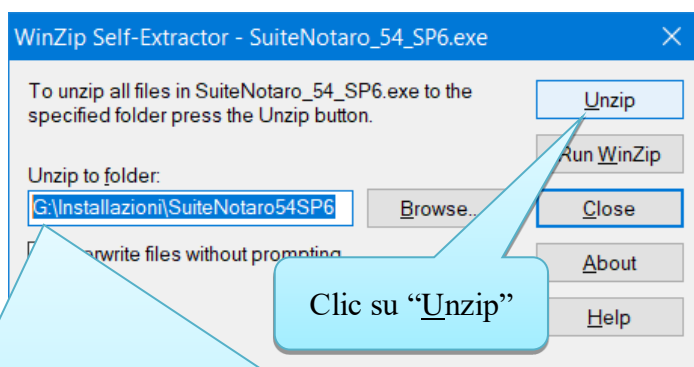 WinZip Self-Extractor - SuiteNotaro_54_SP6.exe
To unzip all files in SuiteNotaro_54_SP6.exe to the
specified folder press the Unzip button.
Unzip
Run WinZip
Unzip to folder:
G:\Installazioni\SuiteNotaro54SP6
Browse..
Close
files without prompting
About
Clic su “Unzip”
Help